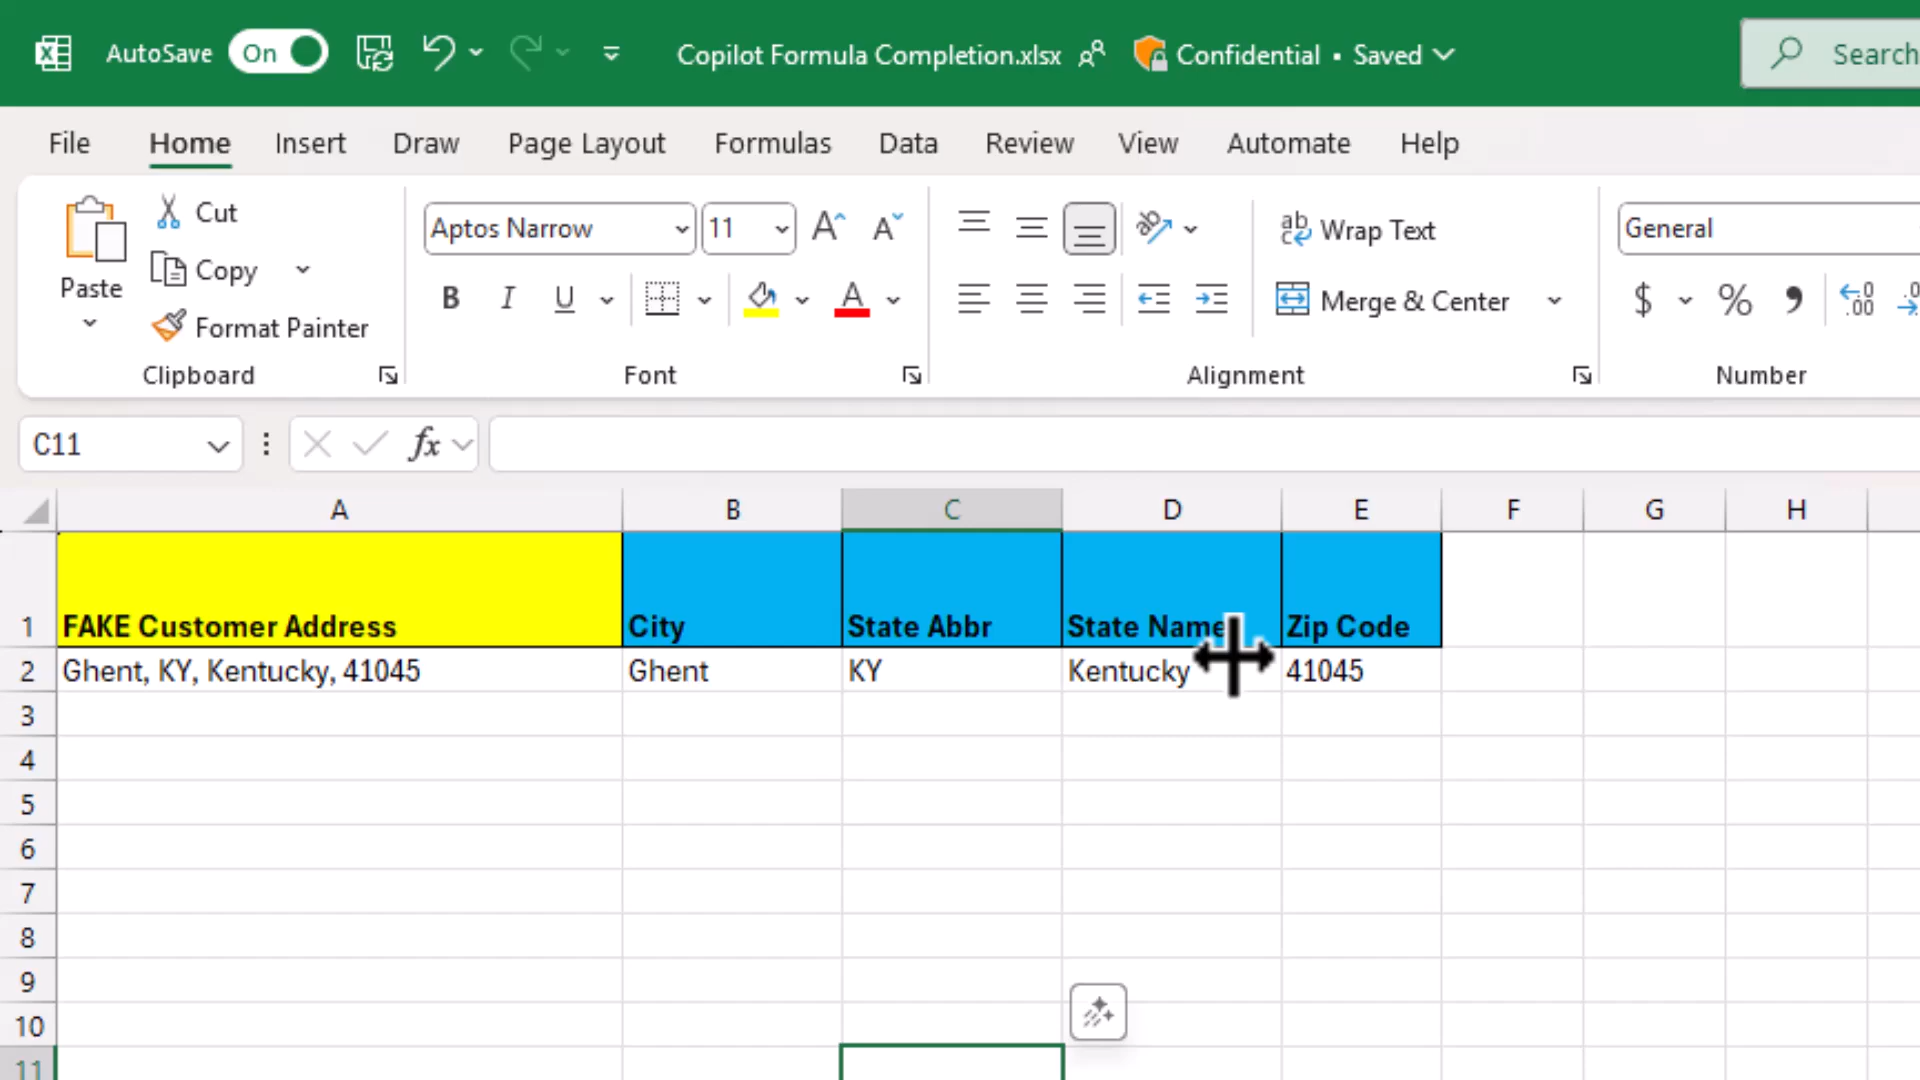 AutoSave On Copilot Formula Completion.xlsx Confidential • Saved Search
File Home Insert Draw Page Layout Formulas Data Review View Automate Help
Paste Cut Copy Format Painter
Clipboard
Aptos Narrow 11
B I U A
Font
ab Wrap Text
Merge & Center
Alignment
General
$ % , .00
Number
C11 fx
A B C D E F G H
1 FAKE Customer Address City State Abbr State Name Zip Code
2 Ghent, KY, Kentucky, 41045 Ghent KY Kentucky 41045
3
4
5
6
7
8
9
10
11